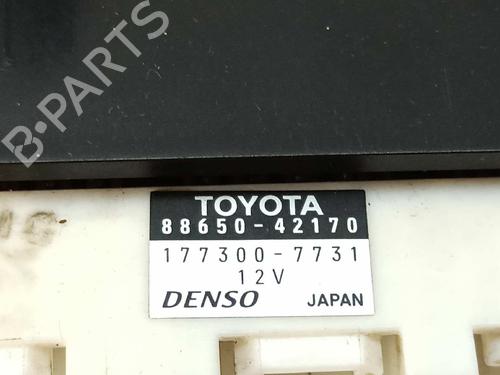 B-PARTS
TOYOTA
88650-42170
177300-7731
12V
DENSO JAPAN